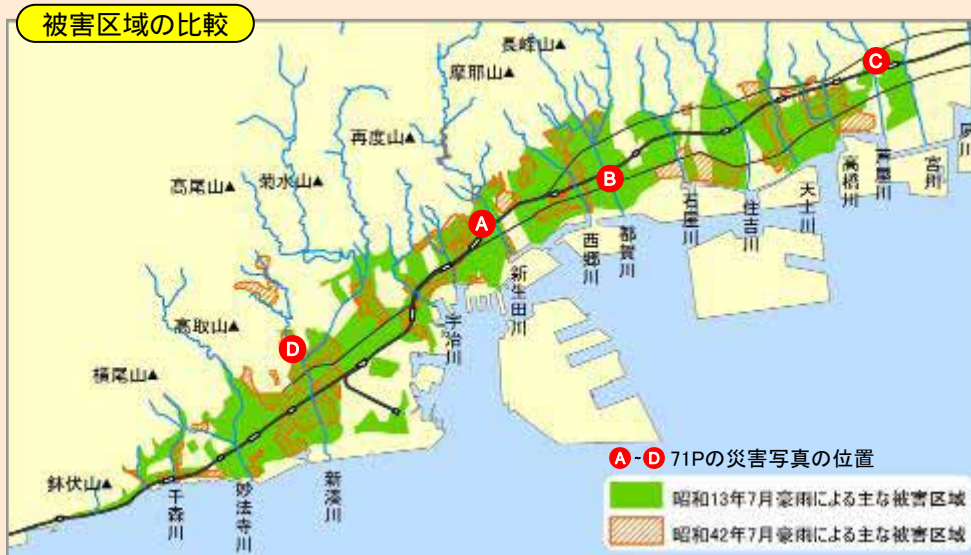 被害区域の比較
長峰山▲
摩耶山▲
再度山▲
菊水山▲
高尾山▲
高取山▲
横尾山▲
鉢伏山▲
A
B
C
D
千森川
妙法寺川
新湊川
宇治川
新生田川
西郷川
都賀川
石屋川
住吉川
天上川
高橋川
芦屋川
宮川
A-D 71Pの災害写真の位置
昭和13年7月豪雨による主な被害区域
昭和42年7月豪雨による主な被害区域